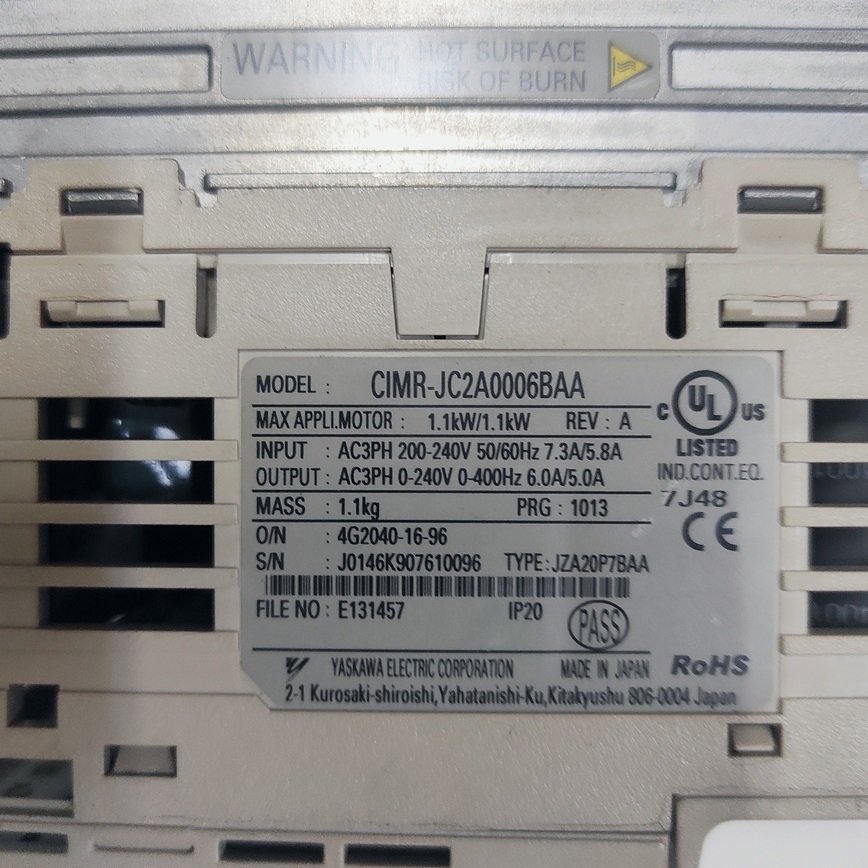 WARNING HOT SURFACE
RISK OF BURN
MODEL : CIMR-JC2A0006BAA
MAX APPLI.MOTOR : 1.1kW/1.1kW REV : A
INPUT : AC3PH 200-240V 50/60Hz 7.3A/5.8A
OUTPUT : AC3PH 0-240V 0-400Hz 6.0A/5.0A
MASS : 1.1kg PRG : 1013
O/N : 4G2040-16-96
S/N : J0146K907610096 TYPE : JZA20P7BAA
FILE NO : E131457 IP20 PASS
C UL US
LISTED
IND.CONT.EQ.
7J48
CE
YASKAWA ELECTRIC CORPORATION MADE IN JAPAN RoHS
2-1 Kurosaki-shiroishi,Yahatanishi-Ku,Kitakyushu 806-0004 Japan